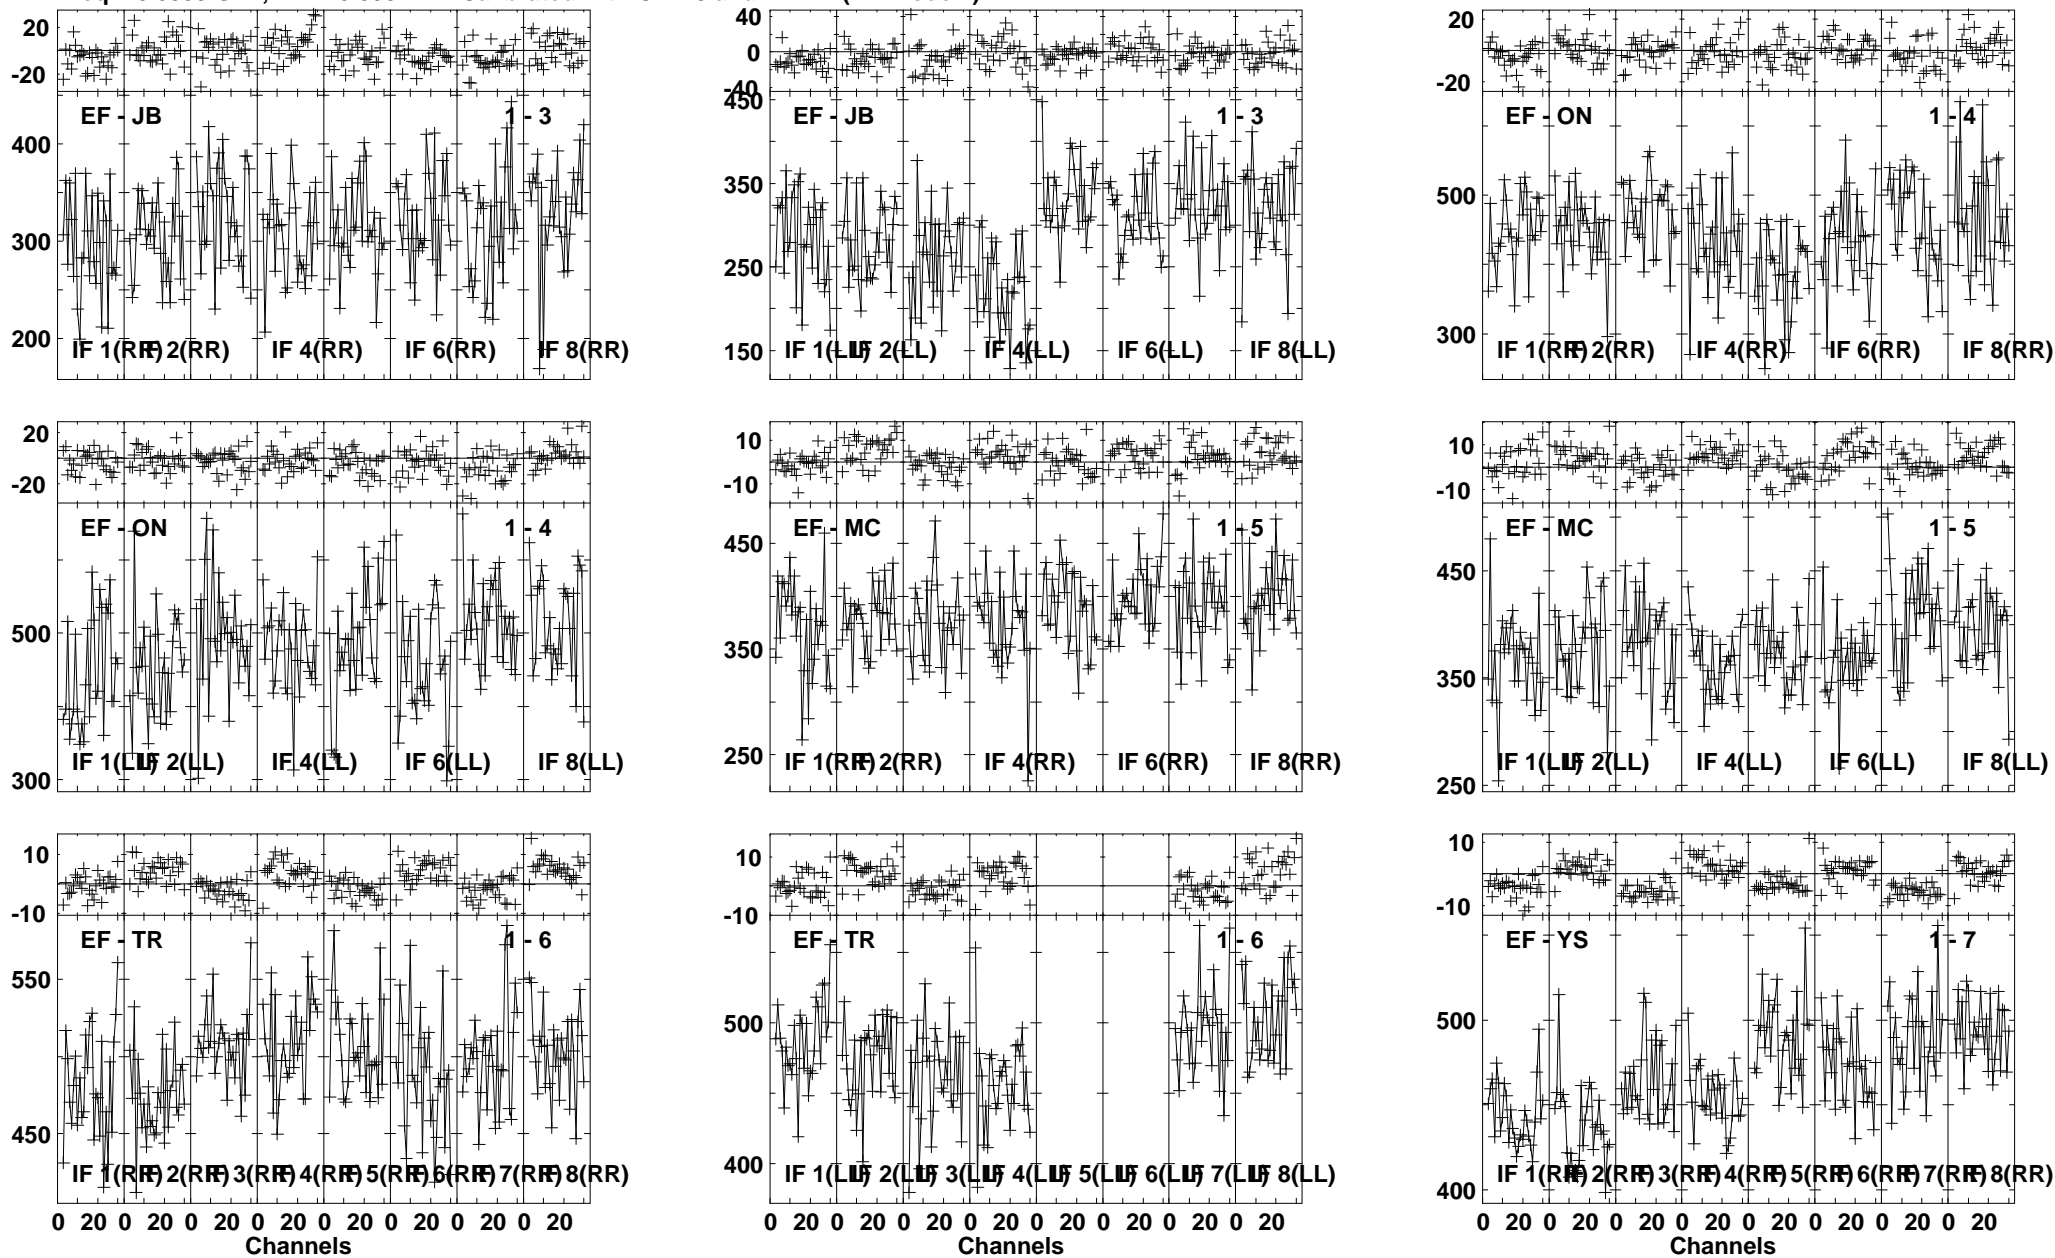 20
-20
EF - JB
1 - 3
400
300
200
IF 1(RR)
IF 2(RR)
IF 4(RR)
IF 6(RR)
IF 8(RR)
40
0
-40
EF - JB
1 - 3
450
350
250
150
IF 1(LL)
IF 2(LL)
IF 4(LL)
IF 6(LL)
IF 8(LL)
20
0
-20
EF - ON
1 - 4
500
300
IF 1(RR)
IF 2(RR)
IF 4(RR)
IF 6(RR)
IF 8(RR)
20
-20
EF - ON
1 - 4
500
300
IF 1(LL)
IF 2(LL)
IF 4(LL)
IF 6(LL)
IF 8(LL)
10
-10
EF - MC
1 - 5
450
350
250
IF 1(RR)
IF 2(RR)
IF 4(RR)
IF 6(RR)
IF 8(RR)
10
-10
EF - MC
1 - 5
450
350
250
IF 1(LL)
IF 2(LL)
IF 4(LL)
IF 6(LL)
IF 8(LL)
10
-10
EF - TR
1 - 6
550
450
IF 1(RR)
IF 2(RR)
IF 3(RR)
IF 4(RR)
IF 5(RR)
IF 6(RR)
IF 7(RR)
IF 8(RR)
0 20 0 20 0 20 0 20 0 20 0 20 0 20 0 20
Channels
10
-10
EF - TR
1 - 6
500
400
IF 1(LL)
IF 2(LL)
IF 3(LL)
IF 4(LL)
IF 5(LL)
IF 6(LL)
IF 7(LL)
IF 8(LL)
0 20 0 20 0 20 0 20 0 20 0 20 0 20 0 20
Channels
10
-10
EF - YS
1 - 7
500
400
IF 1(RR)
IF 2(RR)
IF 3(RR)
IF 4(RR)
IF 5(RR)
IF 6(RR)
IF 7(RR)
IF 8(RR)
0 20 0 20 0 20 0 20 0 20 0 20 0 20 0 20
Channels